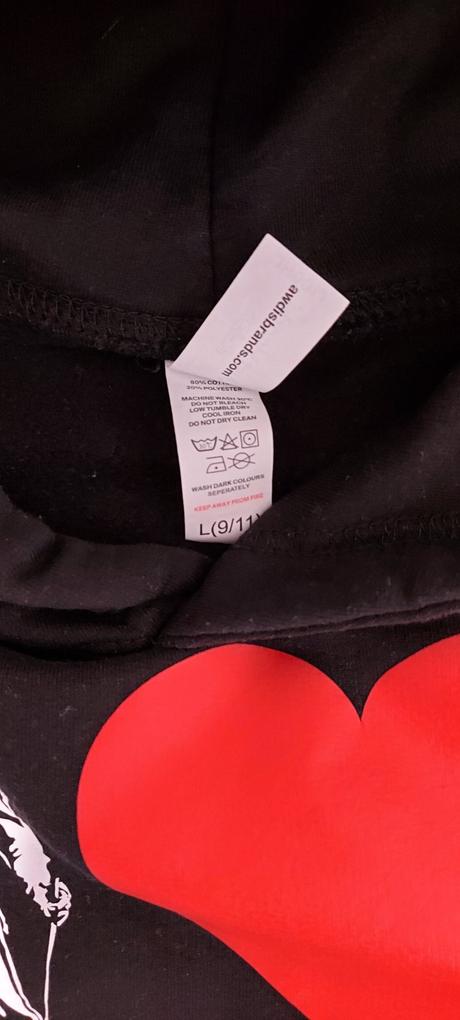 awdisbrands.com
80% COTTON
20% POLYESTER
MACHINE WASH 30°C
DO NOT BLEACH
LOW TUMBLE DRY
COOL IRON
DO NOT DRY CLEAN
WASH DARK COLOURS
SEPERATELY
KEEP AWAY FROM FIRE
L(9/11)